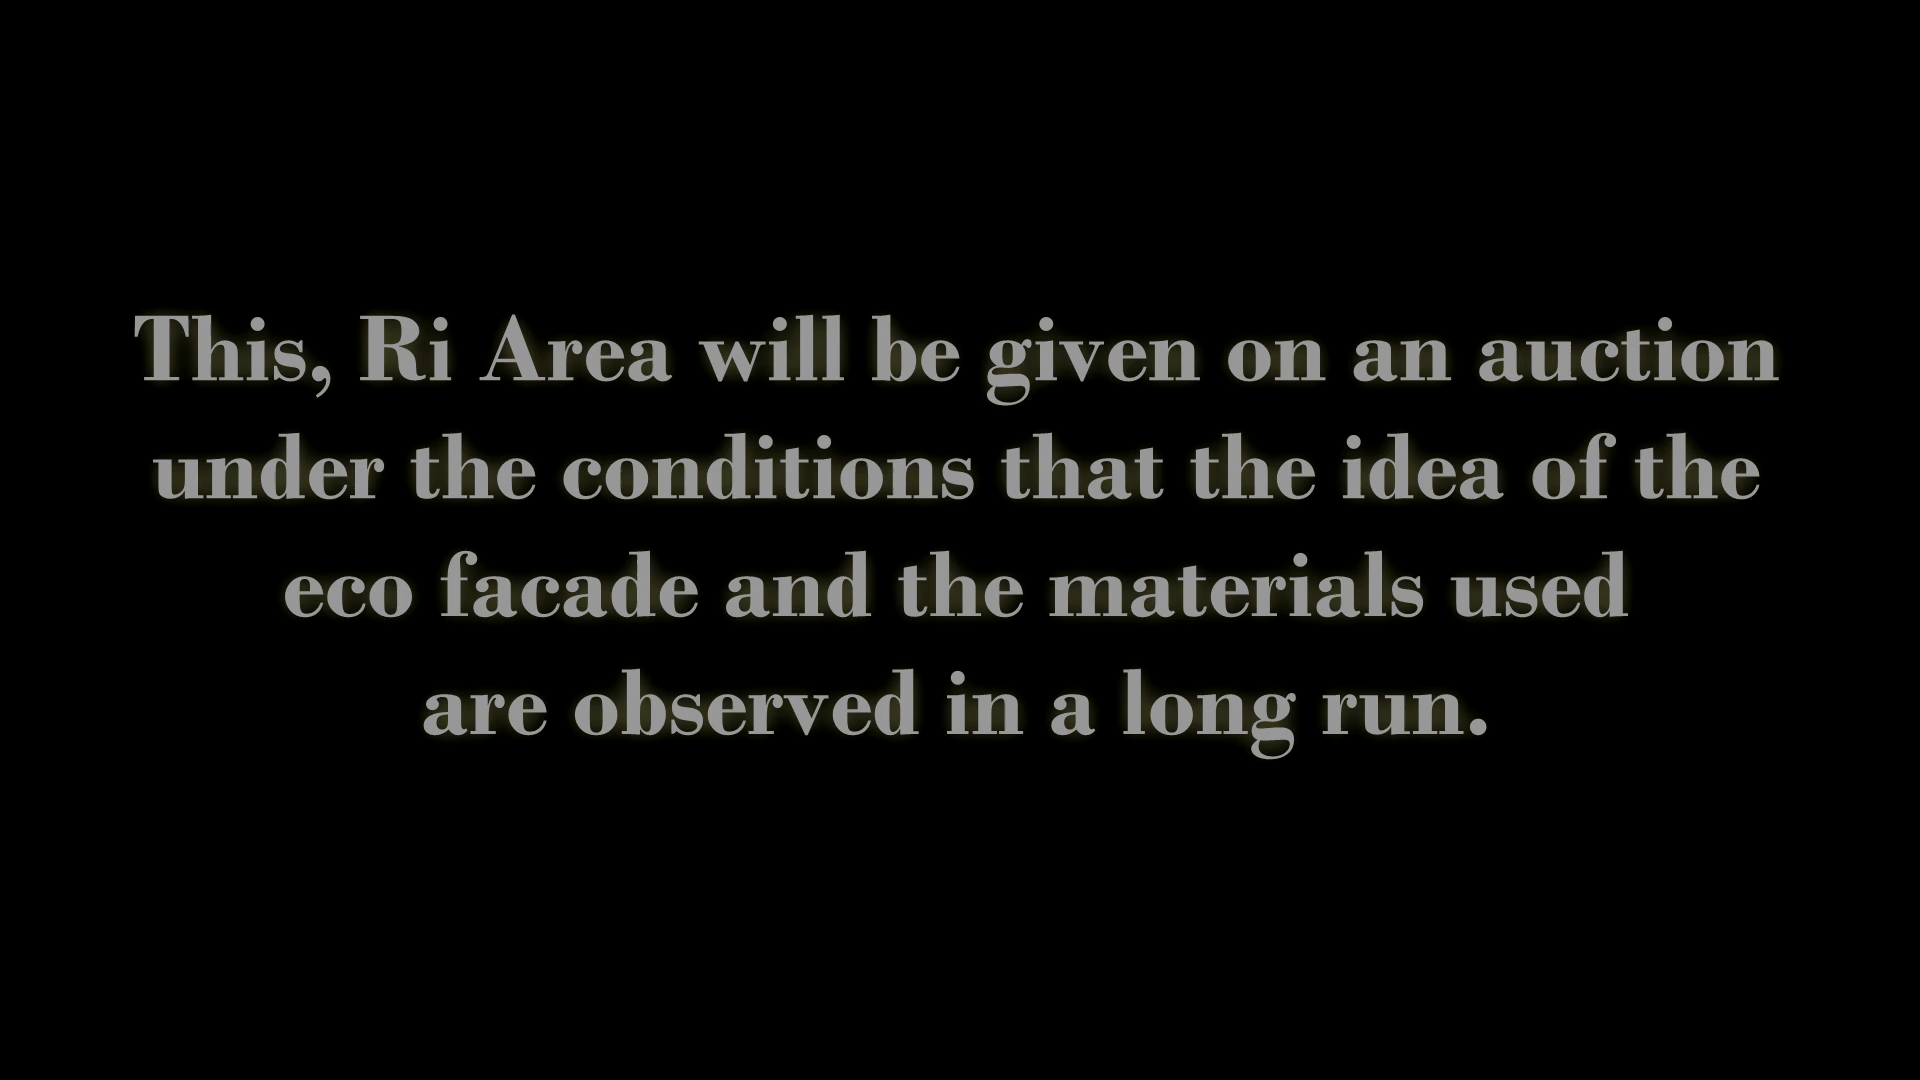 This, Ri Area will be given on an auction
under the conditions that the idea of the
eco facade and the materials used
are observed in a long run.